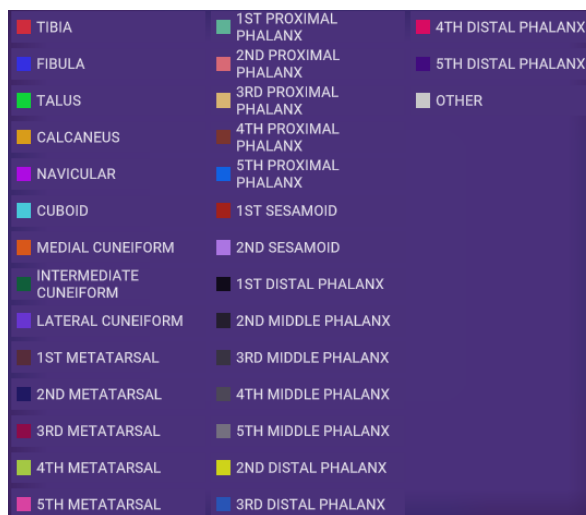 TIBIA
FIBULA
TALUS
CALCANEUS
NAVICULAR
CUBOID
MEDIAL CUNEIFORM
INTERMEDIATE
CUNEIFORM
LATERAL CUNEIFORM
1ST METATARSAL
2ND METATARSAL
3RD METATARSAL
4TH METATARSAL
5TH METATARSAL
1ST PROXIMAL
PHALANX
2ND PROXIMAL
PHALANX
3RD PROXIMAL
PHALANX
4TH PROXIMAL
PHALANX
5TH PROXIMAL
PHALANX
1ST SESAMOID
2ND SESAMOID
1ST DISTAL PHALANX
2ND MIDDLE PHALANX
3RD MIDDLE PHALANX
4TH MIDDLE PHALANX
5TH MIDDLE PHALANX
2ND DISTAL PHALANX
3RD DISTAL PHALANX
4TH DISTAL PHALANX
5TH DISTAL PHALANX
OTHER